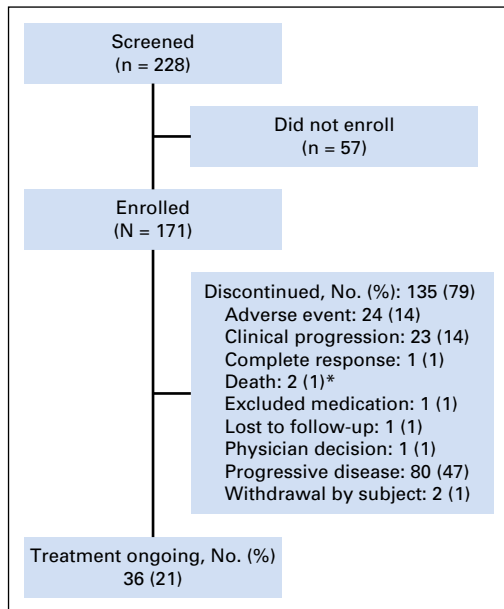 Screened
(n = 228)
Did not enroll
(n = 57)
Enrolled
(N = 171)
Discontinued, No. (%): 135 (79)
Adverse event: 24 (14)
Clinical progression: 23 (14)
Complete response: 1 (1)
Death: 2 (1)*
Excluded medication: 1 (1)
Lost to follow-up: 1 (1)
Physician decision: 1 (1)
Progressive disease: 80 (47)
Withdrawal by subject: 2 (1)
Treatment ongoing, No. (%)
36 (21)